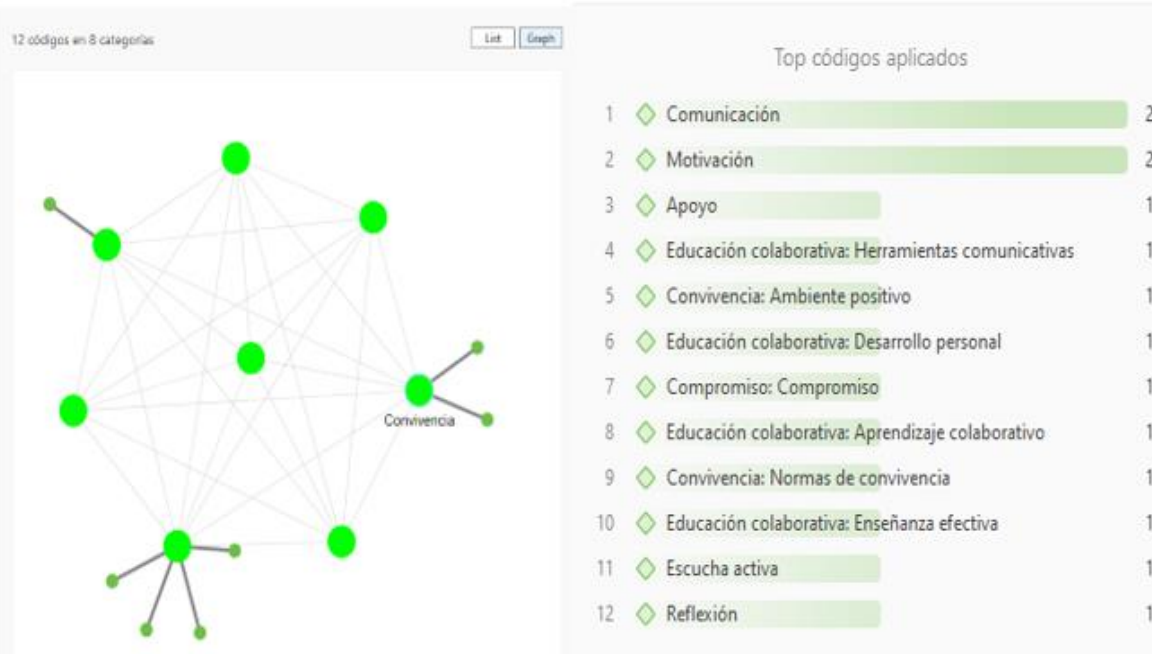 12 códigos en 8 categorías
List Graph
Convivencia
Top códigos aplicados
1 Comunicación 2
2 Motivación 2
3 Apoyo 1
4 Educación colaborativa: Herramientas comunicativas 1
5 Convivencia: Ambiente positivo 1
6 Educación colaborativa: Desarrollo personal 1
7 Compromiso: Compromiso 1
8 Educación colaborativa: Aprendizaje colaborativo 1
9 Convivencia: Normas de convivencia 1
10 Educación colaborativa: Enseñanza efectiva 1
11 Escucha activa 1
12 Reflexión 1